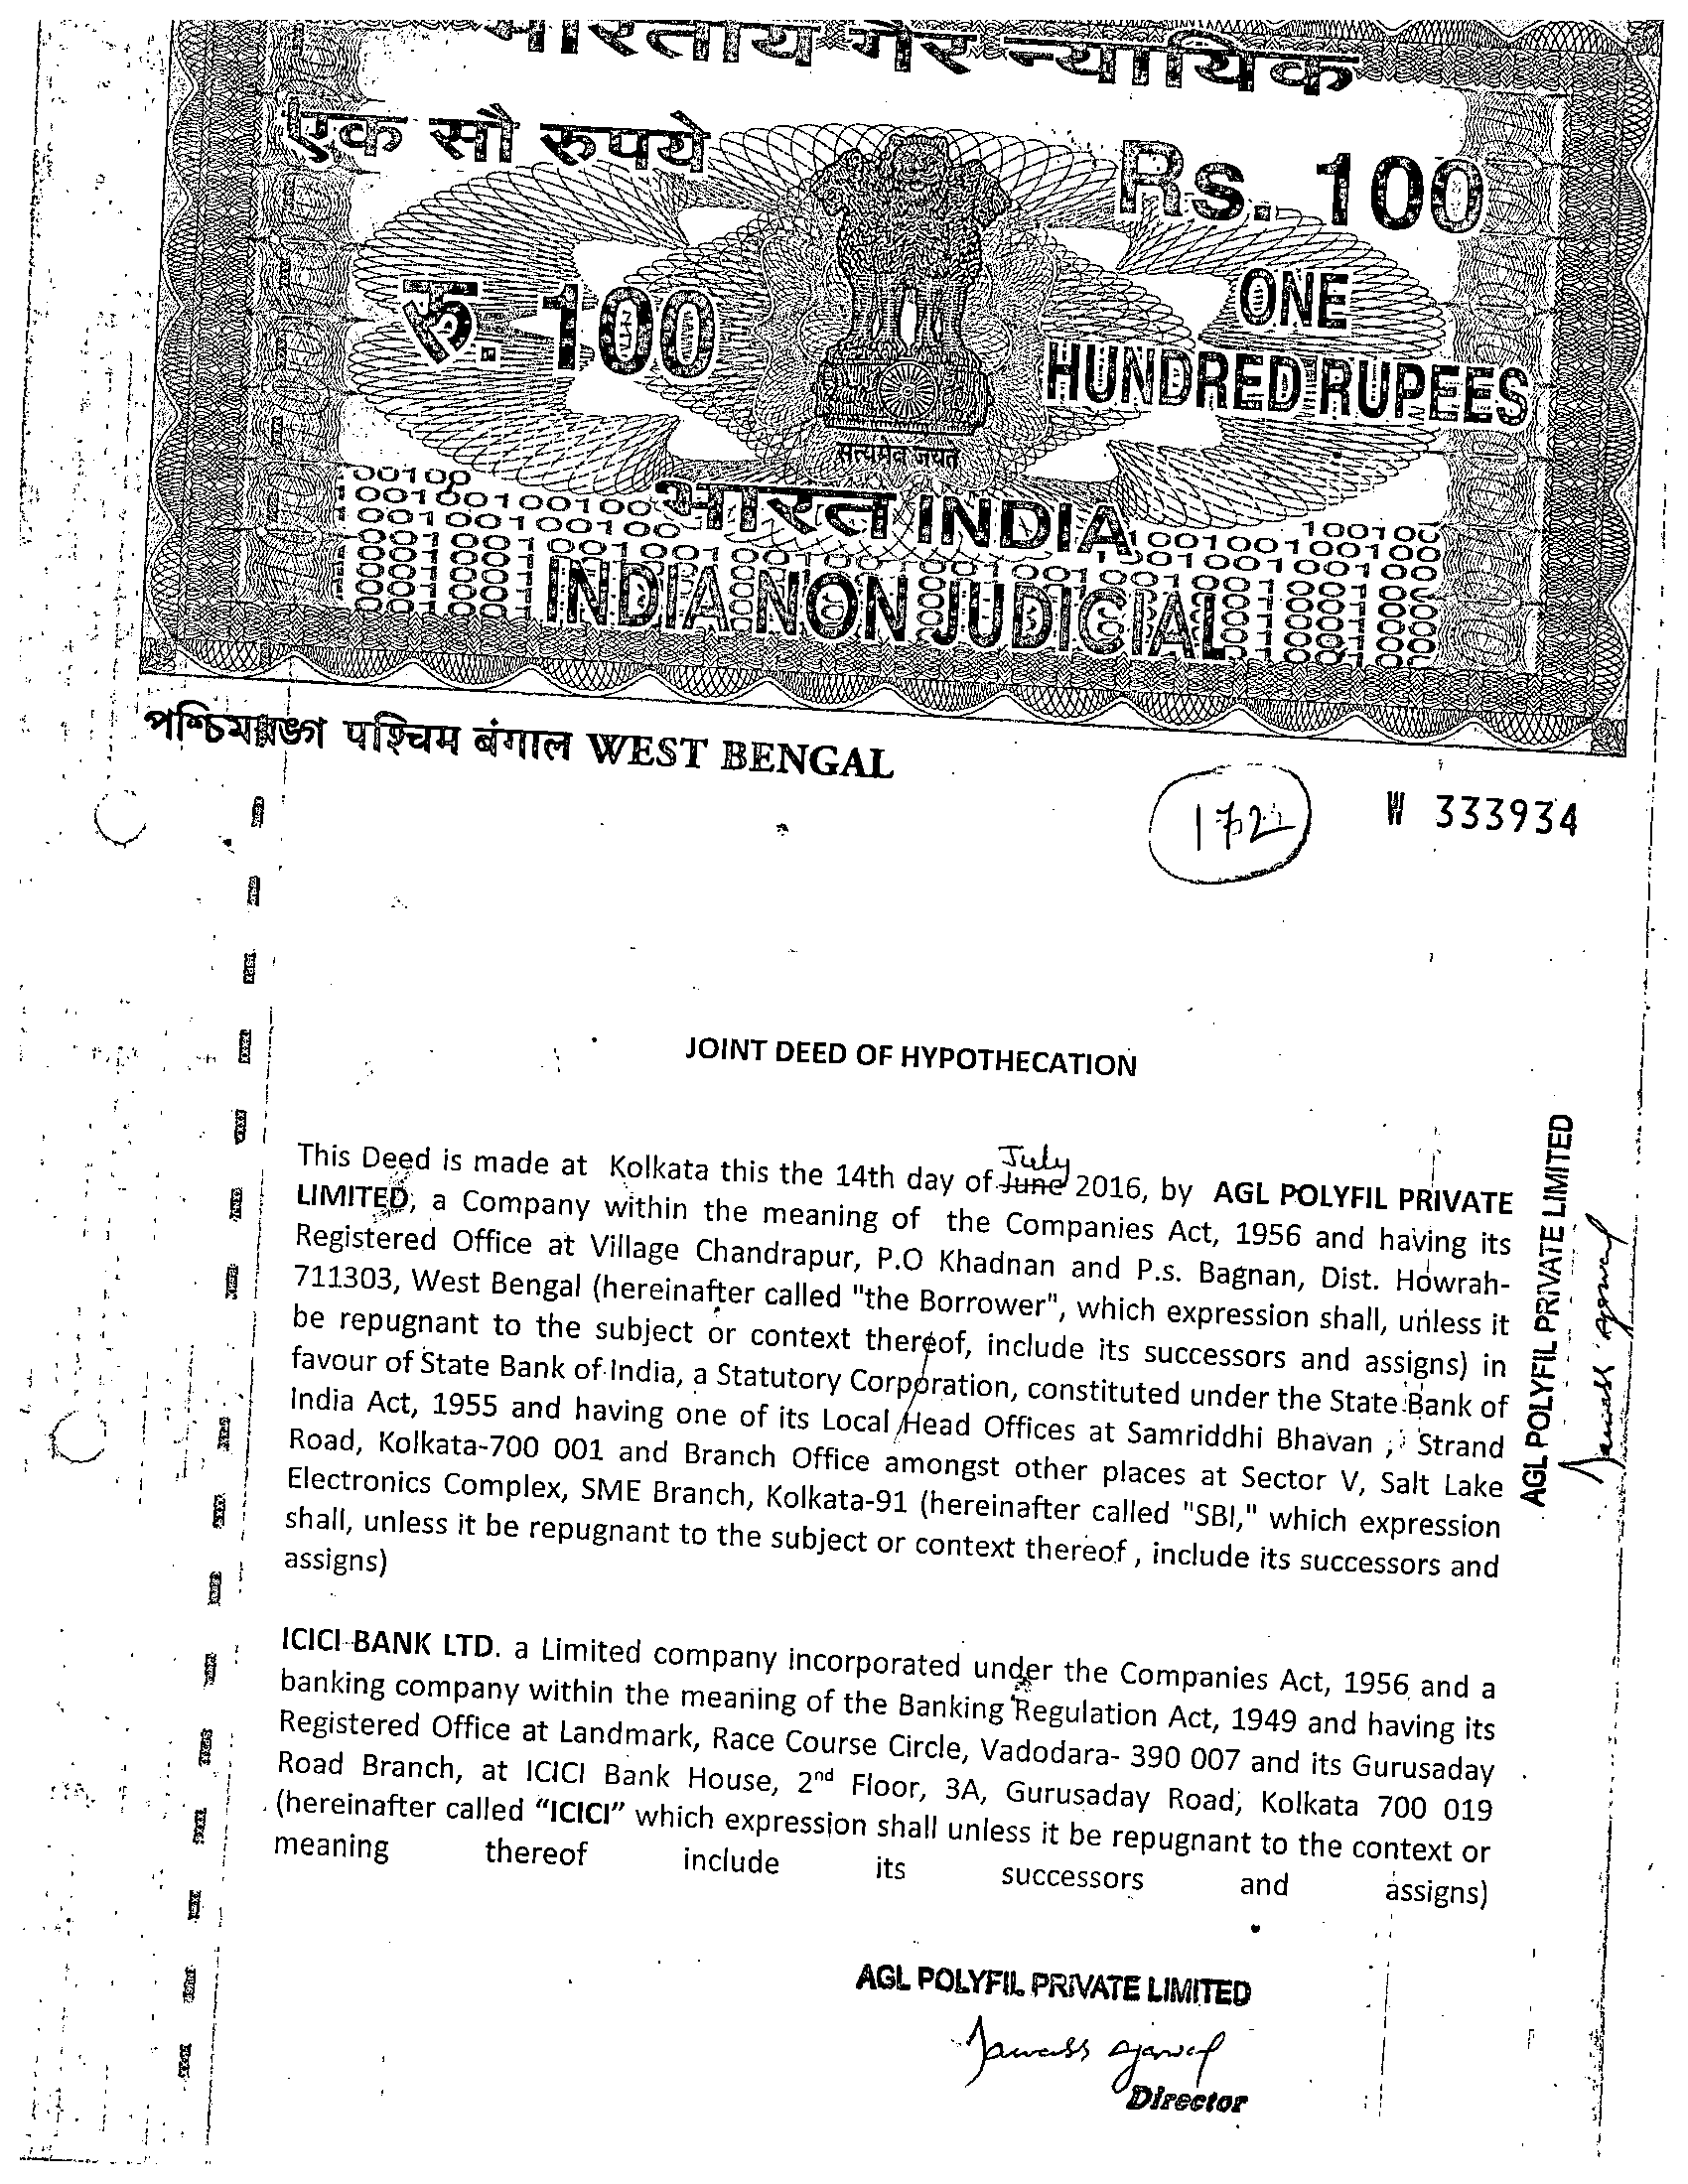 भारतीय गैर न्यायिक
एक सौ रुपये
Rs. 100
रु. 100
ONE
HUNDRED RUPEES
सत्यमेव जयते
भारत INDIA
INDIA NON JUDICIAL
পশ্চিমবঙ্গ पश्चिम बंगाल WEST BENGAL
1722
W 333934
JOINT DEED OF HYPOTHECATION
July
This Deed is made at Kolkata this the 14th day of June 2016, by AGL POLYFIL PRIVATE
LIMITED, a Company within the meaning of the Companies Act, 1956 and having its
Registered Office at Village Chandrapur, P.O Khadnan and P.s. Bagnan, Dist. Howrah-
711303, West Bengal (hereinafter called "the Borrower", which expression shall, unless it
be repugnant to the subject or context thereof, include its successors and assigns) in
favour of State Bank of India, a Statutory Corporation, constituted under the State Bank of
India Act, 1955 and having one of its Local Head Offices at Samriddhi Bhavan , Strand
Road, Kolkata-700 001 and Branch Office amongst other places at Sector V, Salt Lake
Electronics Complex, SME Branch, Kolkata-91 (hereinafter called "SBI," which expression
shall, unless it be repugnant to the subject or context thereof , include its successors and
assigns)
AGL POLYFIL PRIVATE LIMITED
ICICI BANK LTD. a Limited company incorporated under the Companies Act, 1956 and a
banking company within the meaning of the Banking Regulation Act, 1949 and having its
Registered Office at Landmark, Race Course Circle, Vadodara- 390 007 and its Gurusaday
Road Branch, at ICICI Bank House, 2nd Floor, 3A, Gurusaday Road, Kolkata 700 019
(hereinafter called “ICICI” which expression shall unless it be repugnant to the context or
meaning thereof include its successors and assigns)
AGL POLYFIL PRIVATE LIMITED
Director